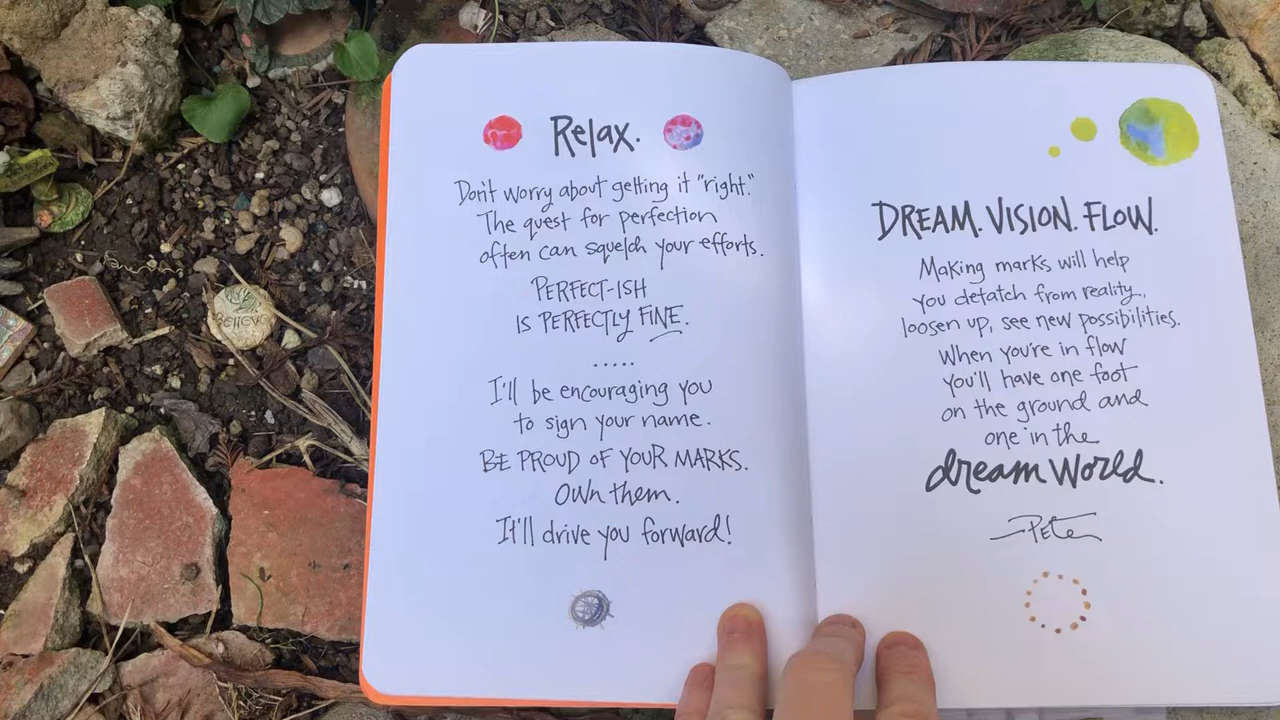 Relax.
Don't worry about getting it "right."
The quest for perfection
often can squelch your efforts.
PERFECT-ISH
IS PERFECTLY FINE.
.....
I'll be encouraging you
to sign your name.
BE PROUD OF YOUR MARKS.
OWN them.
It'll drive you forward!
DREAM. VISION. FLOW.
Making marks will help
you detatch from reality,
loosen up, see new possibilities.
When you're in flow
you'll have one foot
on the ground and
one in the
dream World.
PETE
BELIEVE